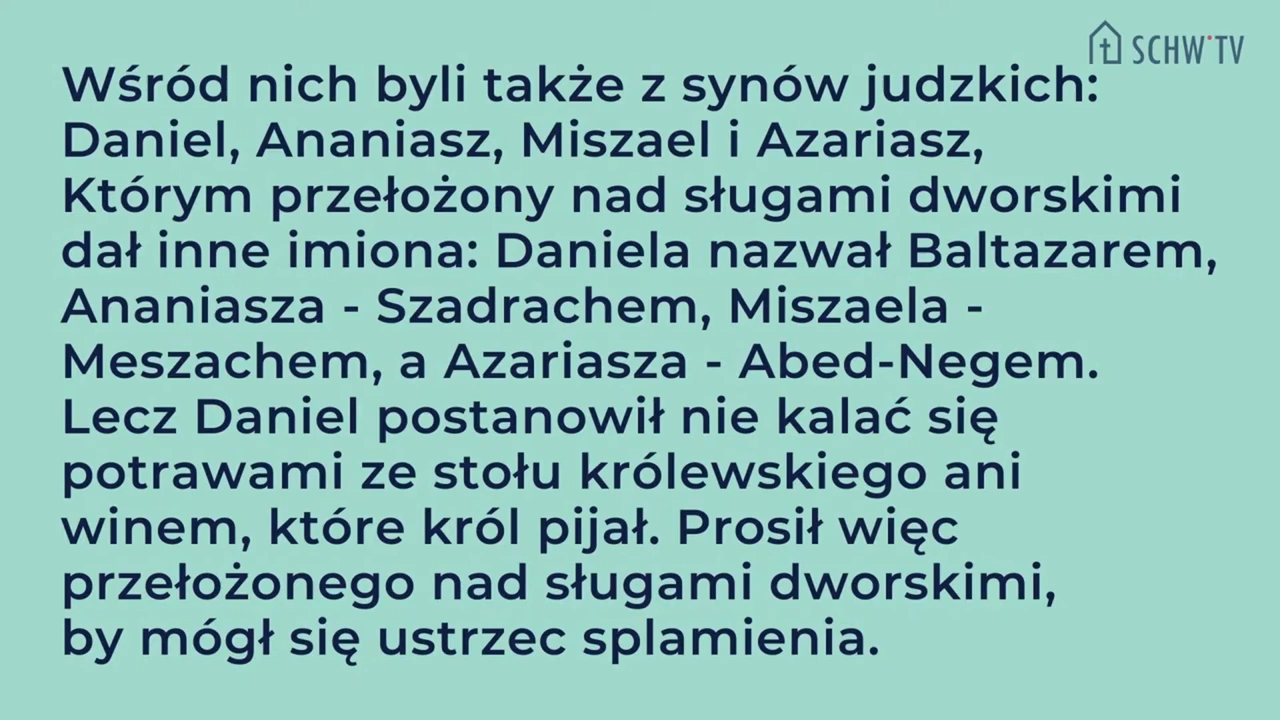 SCHW TV
Wśród nich byli także z synów judzkich:
Daniel, Ananiasz, Miszael i Azariasz,
Którym przełożony nad sługami dworskimi
dał inne imiona: Daniela nazwał Baltazarem,
Ananiasza - Szadrachem, Miszaela -
Meszachem, a Azariasza - Abed-Negem.
Lecz Daniel postanowił nie kalać się
potrawami ze stołu królewskiego ani
winem, które król pijał. Prosił więc
przełożonego nad sługami dworskimi,
by mógł się ustrzec splamienia.